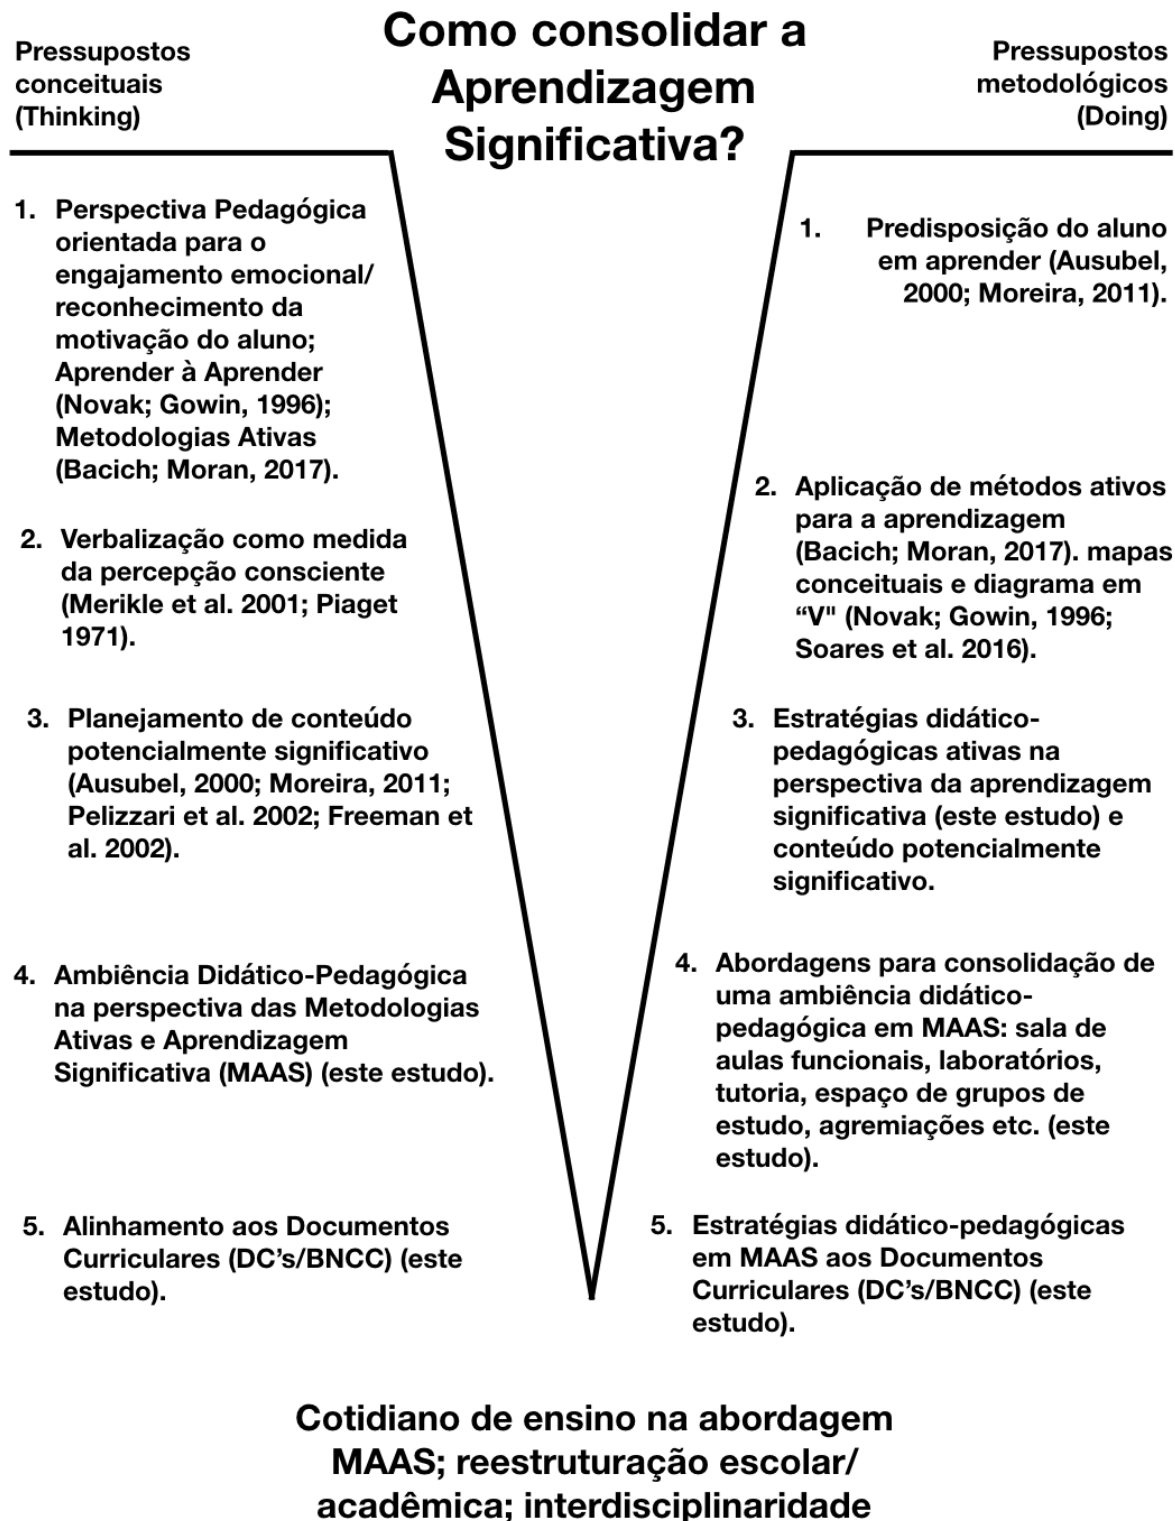 Como consolidar a
Aprendizagem
Significativa?
Pressupostos
conceituais
(Thinking)
1. Perspectiva Pedagógica
orientada para o
engajamento emocional/
reconhecimento da
motivação do aluno;
Aprender à Aprender
(Novak; Gowin, 1996);
Metodologias Ativas
(Bacich; Moran, 2017).
2. Verbalização como medida
da percepção consciente
(Merikle et al. 2001; Piaget
1971).
3. Planejamento de conteúdo
potencialmente significativo
(Ausubel, 2000; Moreira, 2011;
Pelizzari et al. 2002; Freeman et
al. 2002).
4. Ambiência Didático-Pedagógica
na perspectiva das Metodologias
Ativas e Aprendizagem
Significativa (MAAS) (este estudo).
5. Alinhamento aos Documentos
Curriculares (DC’s/BNCC) (este
estudo).
Pressupostos
metodológicos
(Doing)
1. Predisposição do aluno
em aprender (Ausubel,
2000; Moreira, 2011).
2. Aplicação de métodos ativos
para a aprendizagem
(Bacich; Moran, 2017). mapas
conceituais e diagrama em
“V" (Novak; Gowin, 1996;
Soares et al. 2016).
3. Estratégias didático-
pedagógicas ativas na
perspectiva da aprendizagem
significativa (este estudo) e
conteúdo potencialmente
significativo.
4. Abordagens para consolidação de
uma ambiência didático-
pedagógica em MAAS: sala de
aulas funcionais, laboratórios,
tutoria, espaço de grupos de
estudo, agremiações etc. (este
estudo).
5. Estratégias didático-pedagógicas
em MAAS aos Documentos
Curriculares (DC’s/BNCC) (este
estudo).
Cotidiano de ensino na abordagem
MAAS; reestruturação escolar/
acadêmica; interdisciplinaridade